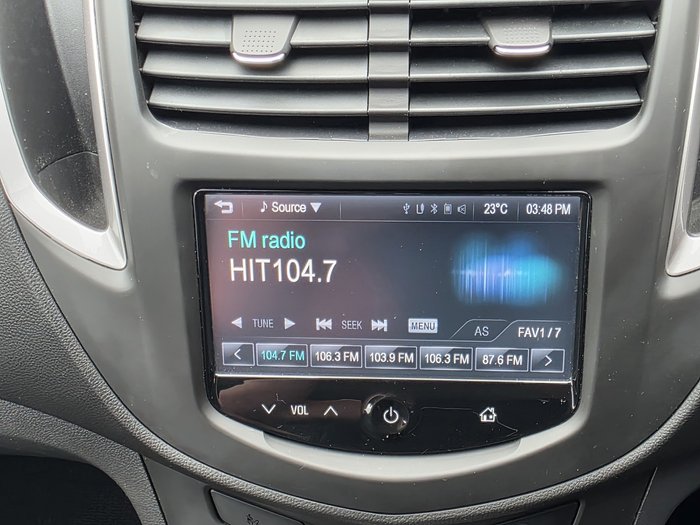 Source 23°C 03:48 PM
FM radio
HIT104.7
TUNE SEEK MENU AS FAV1/7
104.7 FM 106.3 FM 103.9 FM 106.3 FM 87.6 FM
VOL